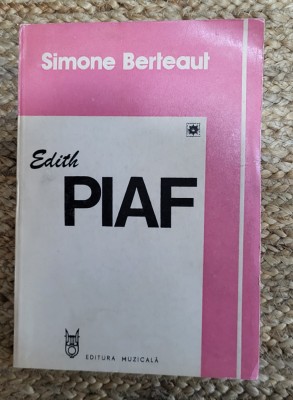 Simone Berteaut
Edith
PIAF
EDITURA MUZICALĂ